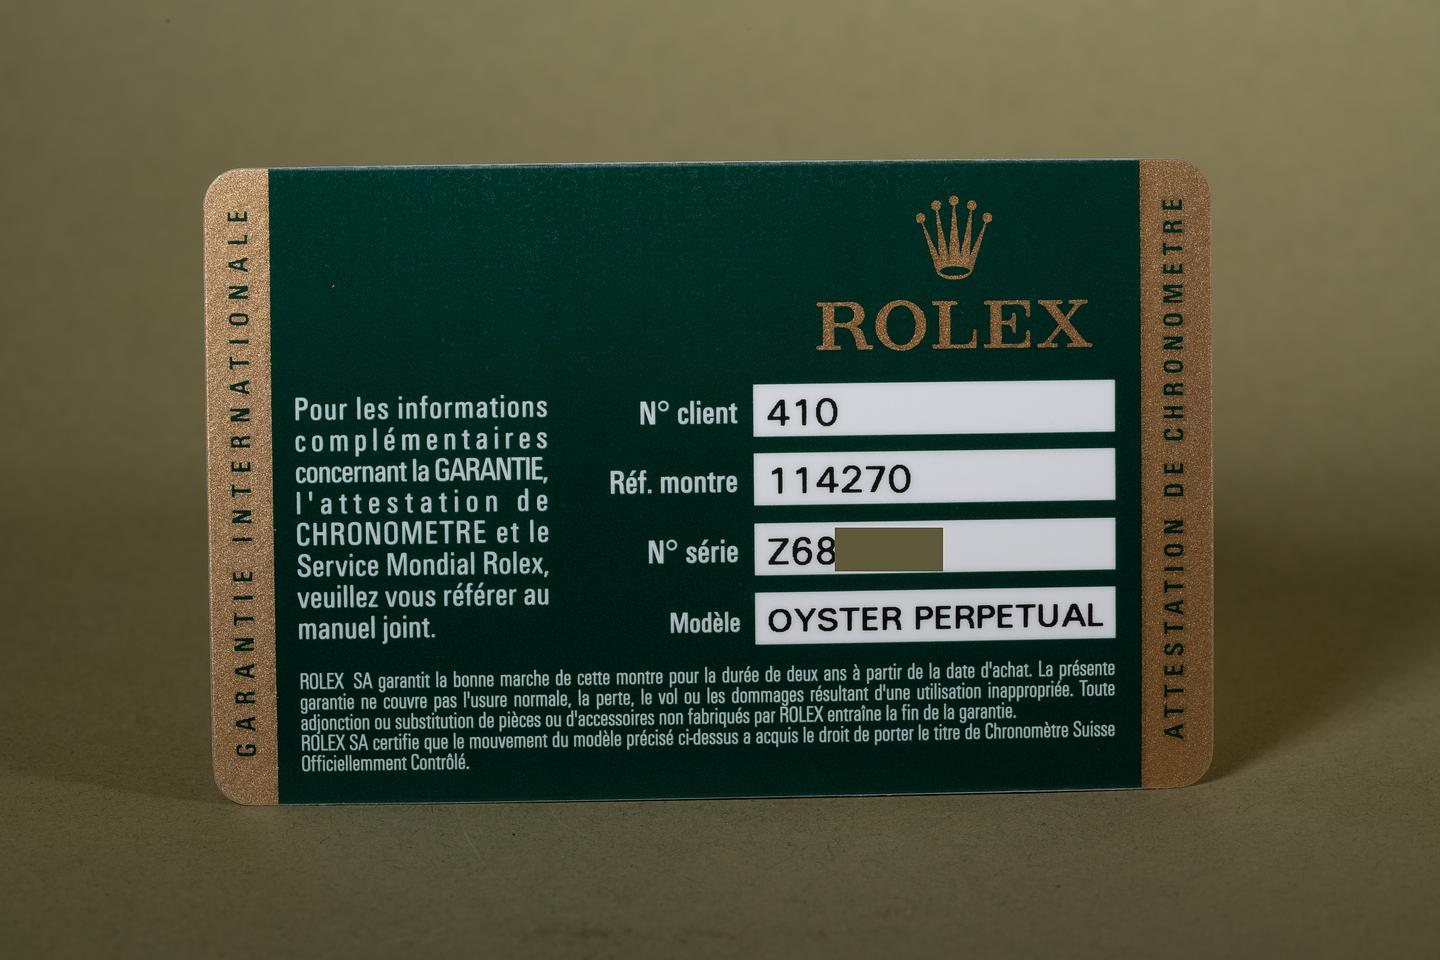 GARANTIE INTERNATIONALE
ROLEX
Pour les informations
complémentaires
concernant la GARANTIE,
l'attestation de
CHRONOMETRE et le
Service Mondial Rolex,
veuillez vous référer au
manuel joint.
N° client 410
Réf. montre 114270
N° série Z68
Modèle OYSTER PERPETUAL
ROLEX SA garantit la bonne marche de cette montre pour la durée de deux ans à partir de la date d'achat. La présente
garantie ne couvre pas l'usure normale, la perte, le vol ou les dommages résultant d'une utilisation inappropriée. Toute
adjonction ou substitution de pièces ou d'accessoires non fabriqués par ROLEX entraîne la fin de la garantie.
ROLEX SA certifie que le mouvement du modèle précisé ci-dessus a acquis le droit de porter le titre de Chronomètre Suisse
Officiellemment Contrôlé.
ATTESTATION DE CHRONOMETRE